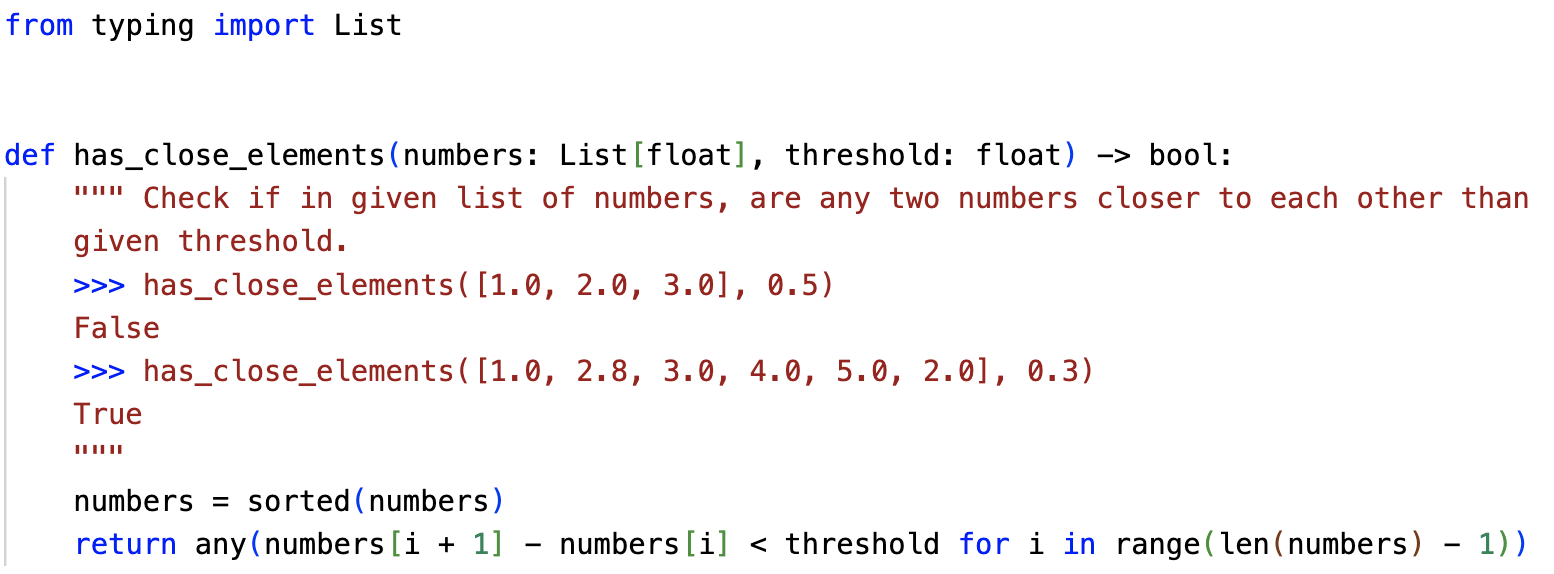 from typing import List
def has_close_elements(numbers: List[float], threshold: float) -> bool:
""" Check if in given list of numbers, are any two numbers closer to each other than
given threshold.
>>> has_close_elements([1.0, 2.0, 3.0], 0.5)
False
>>> has_close_elements([1.0, 2.8, 3.0, 4.0, 5.0, 2.0], 0.3)
True
"""
numbers = sorted(numbers)
return any(numbers[i + 1] - numbers[i] < threshold for i in range(len(numbers) - 1))